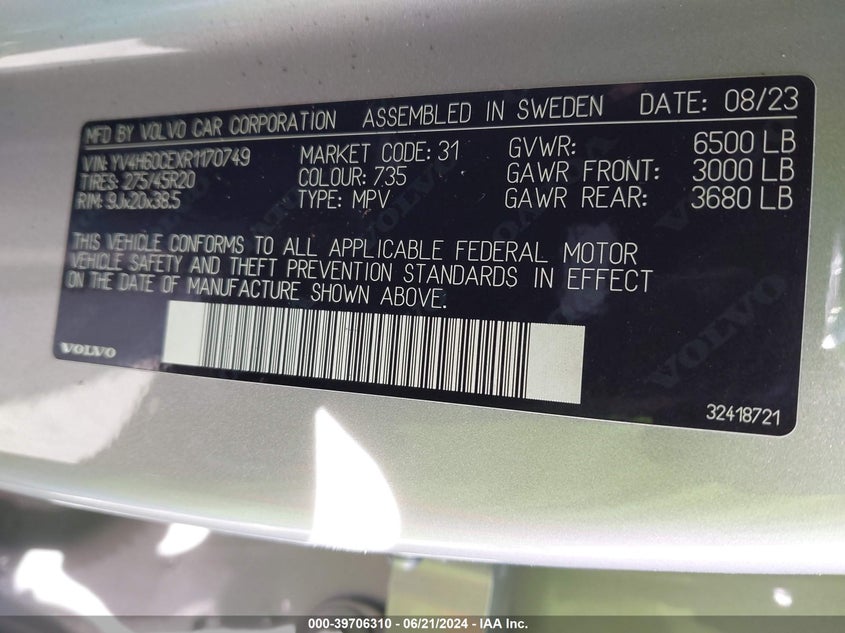 MFD BY VOLVO CAR CORPORATION ASSEMBLED IN SWEDEN DATE: 08/23
VIN: YV4H60CEXR1170749 MARKET CODE: 31 GVWR: 6500 LB
TIRES: 275/45R20 COLOUR: 735 GAWR FRONT: 3000 LB
RIM: 9Jx20x38.5 TYPE: MPV GAWR REAR: 3680 LB
THIS VEHICLE CONFORMS TO ALL APPLICABLE FEDERAL MOTOR
VEHICLE SAFETY AND THEFT PREVENTION STANDARDS IN EFFECT
ON THE DATE OF MANUFACTURE SHOWN ABOVE.
VOLVO
32418721
000-39706310 - 06/21/2024 - IAA Inc.